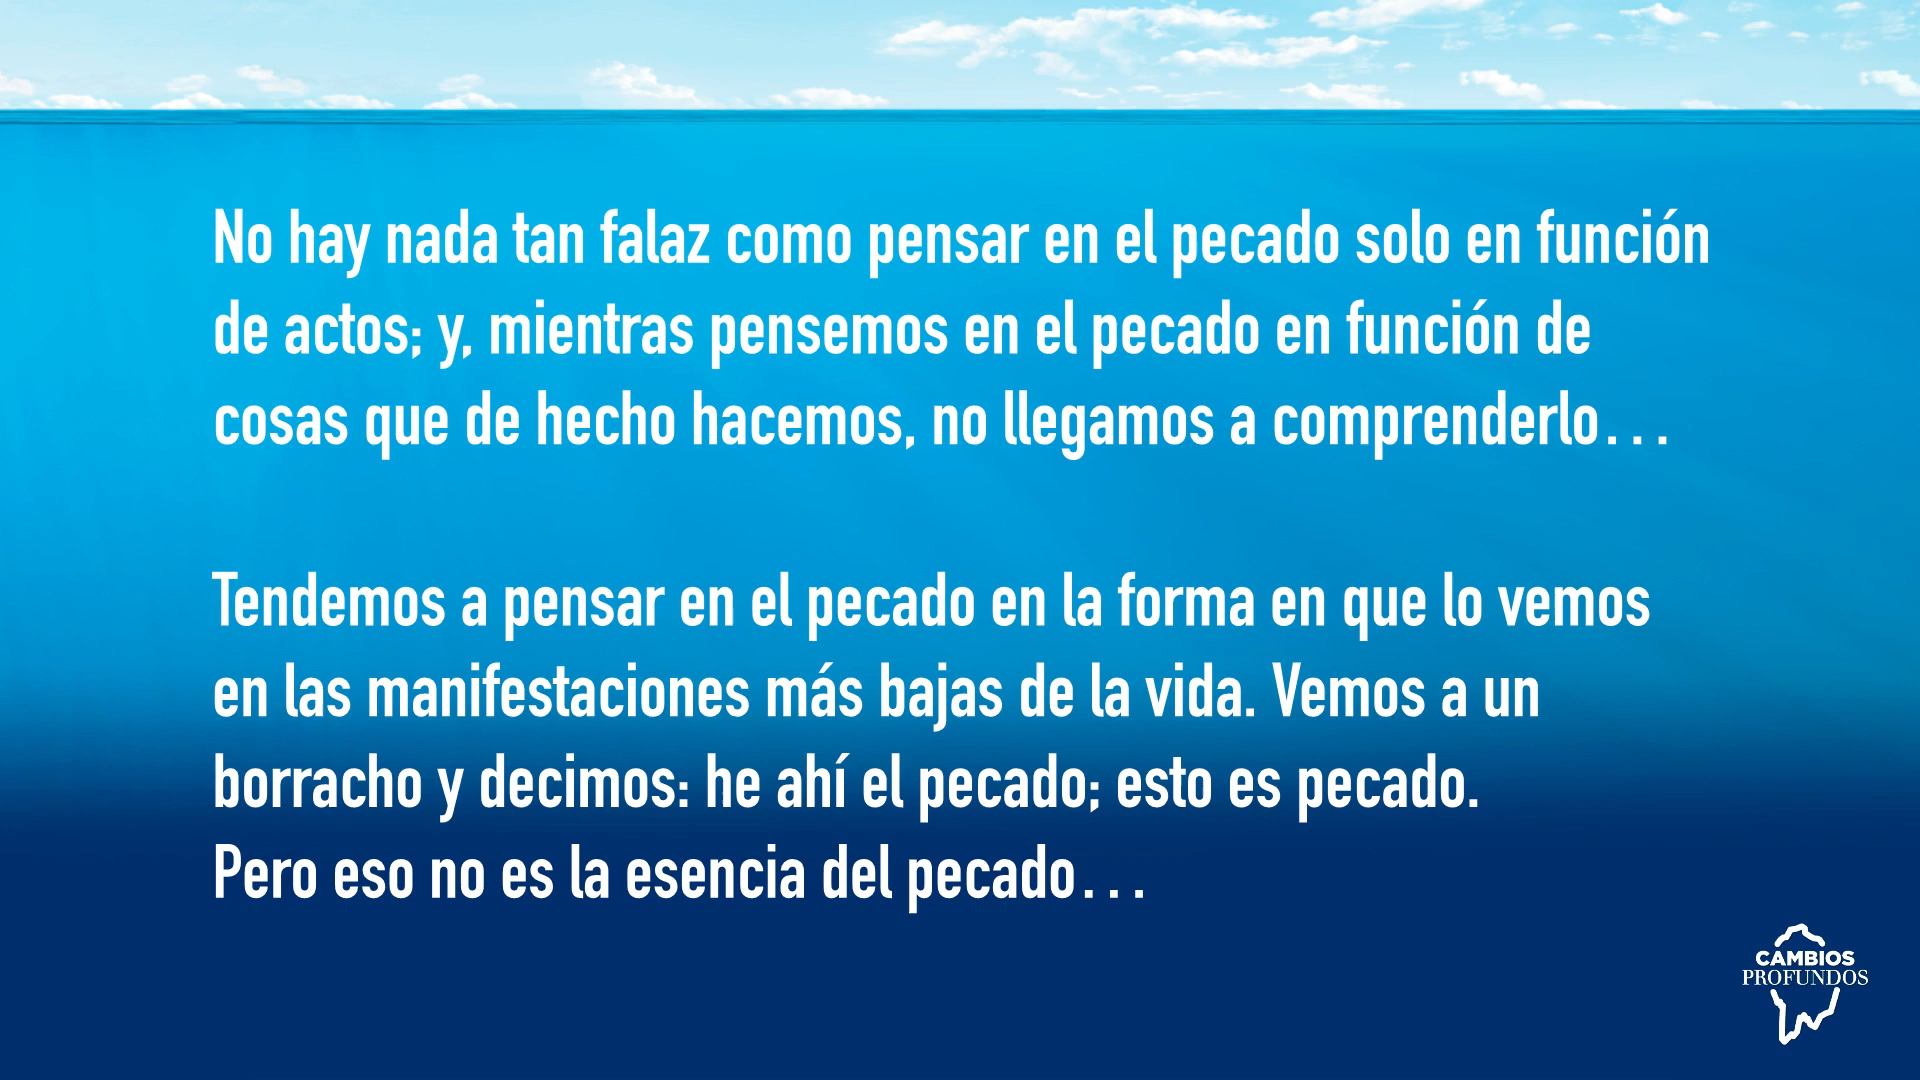 No hay nada tan falaz como pensar en el pecado solo en función
de actos; y, mientras pensemos en el pecado en función de
cosas que de hecho hacemos, no llegamos a comprenderlo...
Tendemos a pensar en el pecado en la forma en que lo vemos
en las manifestaciones más bajas de la vida. Vemos a un
borracho y decimos: he ahí el pecado; esto es pecado.
Pero eso no es la esencia del pecado...
CAMBIOS
PROFUNDOS